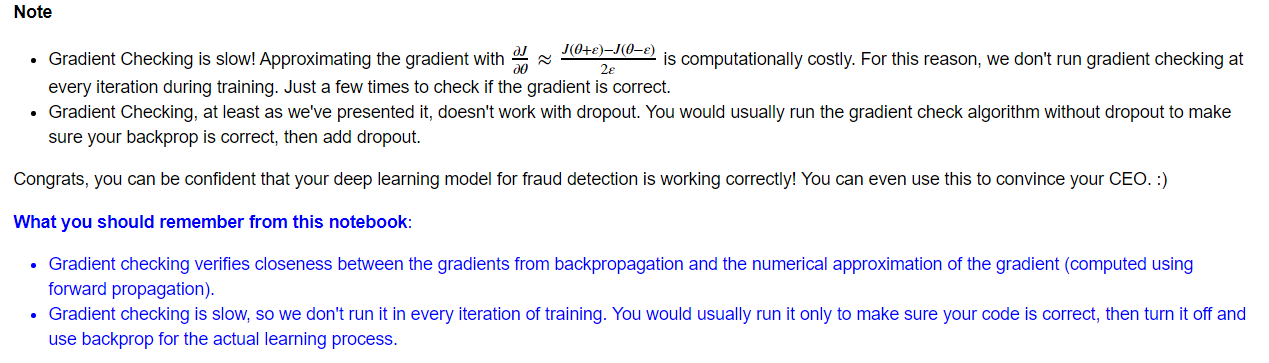 Note
• Gradient Checking is slow! Approximating the gradient with ∂J/∂θ ≈ J(θ+ε)−J(θ−ε)/2ε is computationally costly. For this reason, we don't run gradient checking at
every iteration during training. Just a few times to check if the gradient is correct.
• Gradient Checking, at least as we've presented it, doesn't work with dropout. You would usually run the gradient check algorithm without dropout to make
sure your backprop is correct, then add dropout.
Congrats, you can be confident that your deep learning model for fraud detection is working correctly! You can even use this to convince your CEO. :)
What you should remember from this notebook:
• Gradient checking verifies closeness between the gradients from backpropagation and the numerical approximation of the gradient (computed using
forward propagation).
• Gradient checking is slow, so we don't run it in every iteration of training. You would usually run it only to make sure your code is correct, then turn it off and
use backprop for the actual learning process.